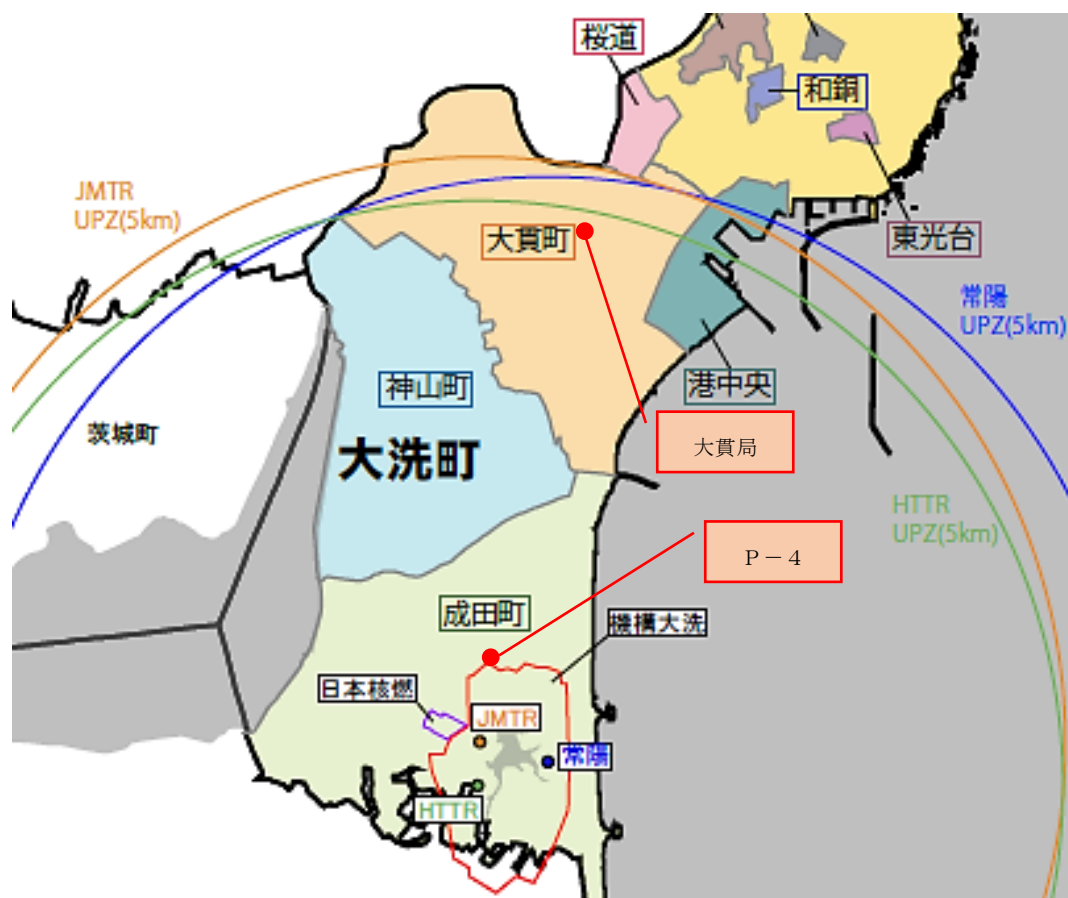 桜道
和銅
JMTR
UPZ(5km)
大貫町
東光台
常陽
UPZ(5km)
神山町
港中央
茨城町
大洗町
大貫局
HTTR
UPZ(5km)
P－4
成田町
機構大洗
日本核燃
JMTR
常陽
HTTR